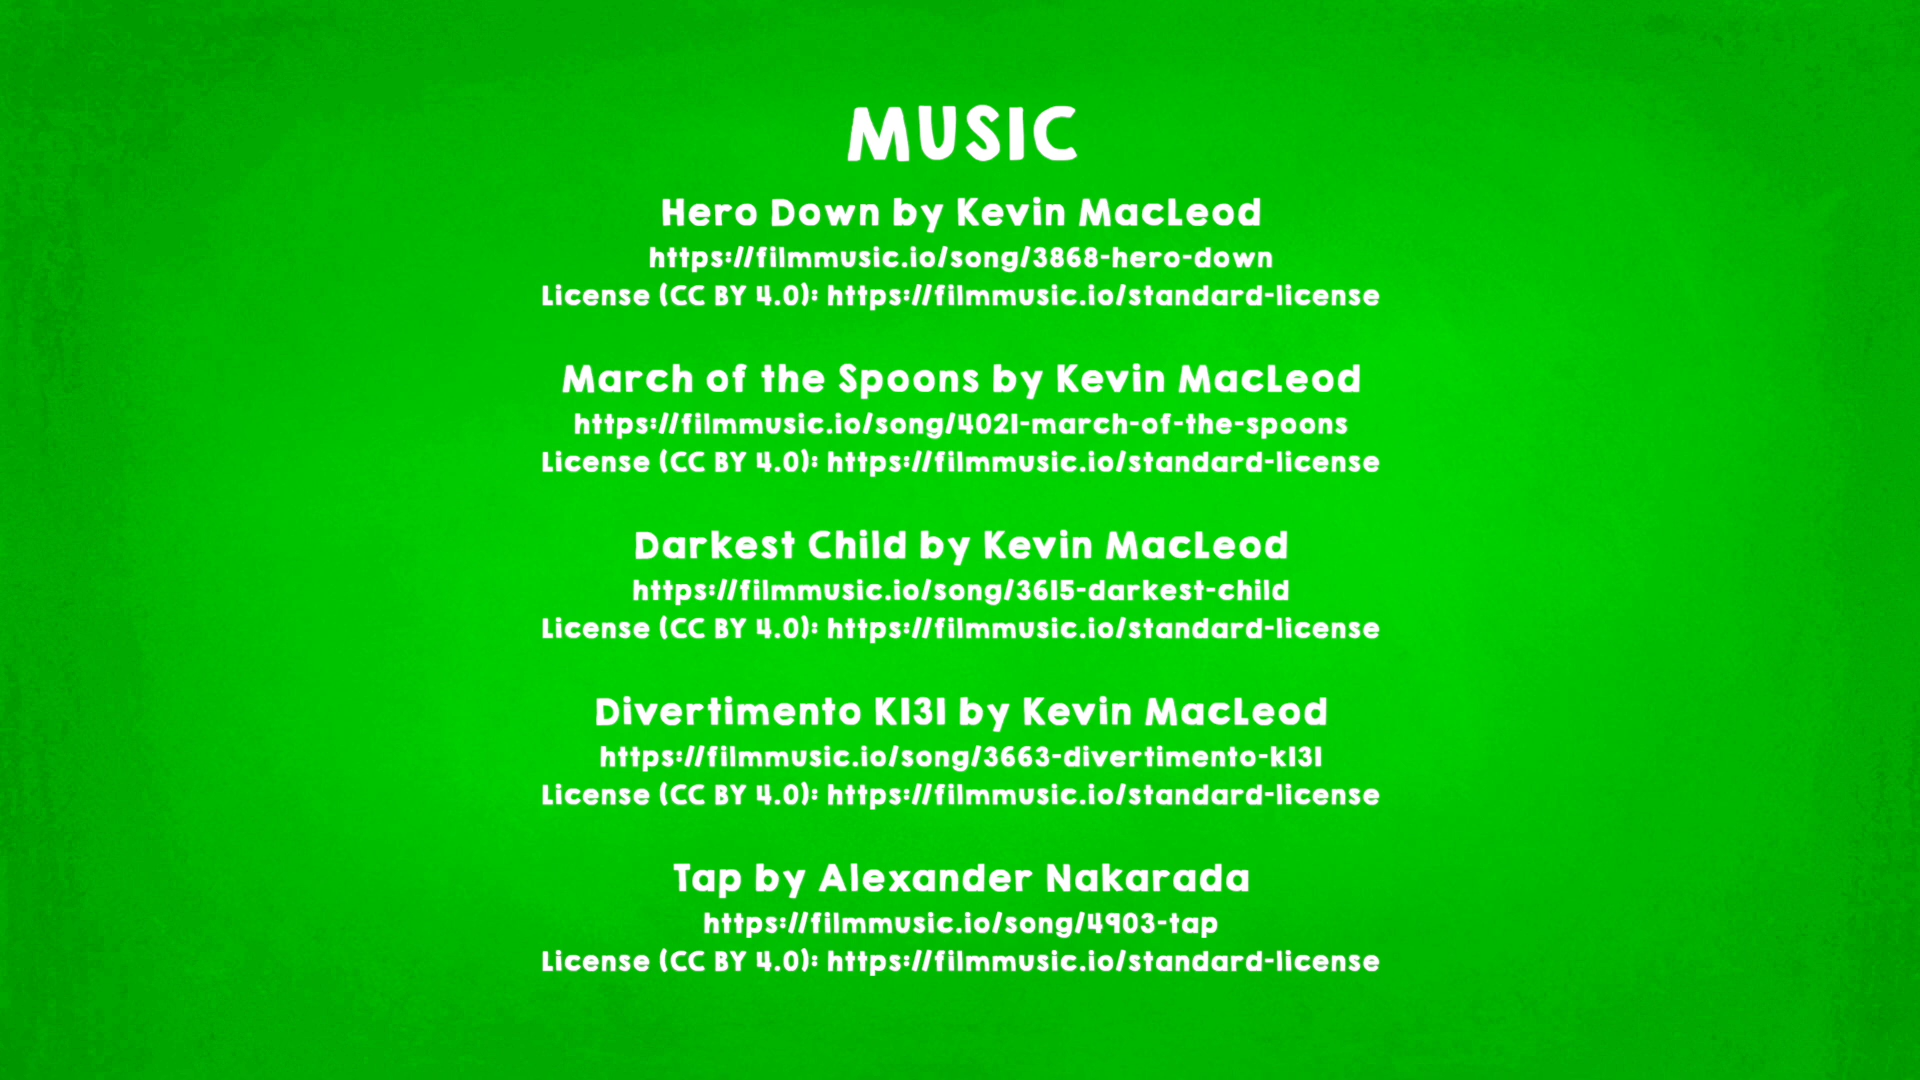 MUSIC
Hero Down by Kevin MacLeod
https://filmmusic.io/song/3868-hero-down
License (CC BY 4.0): https://filmmusic.io/standard-license
March of the Spoons by Kevin MacLeod
https://filmmusic.io/song/4021-march-of-the-spoons
License (CC BY 4.0): https://filmmusic.io/standard-license
Darkest Child by Kevin MacLeod
https://filmmusic.io/song/3615-darkest-child
License (CC BY 4.0): https://filmmusic.io/standard-license
Divertimento K131 by Kevin MacLeod
https://filmmusic.io/song/3663-divertimento-k131
License (CC BY 4.0): https://filmmusic.io/standard-license
Tap by Alexander Nakarada
https://filmmusic.io/song/4903-tap
License (CC BY 4.0): https://filmmusic.io/standard-license